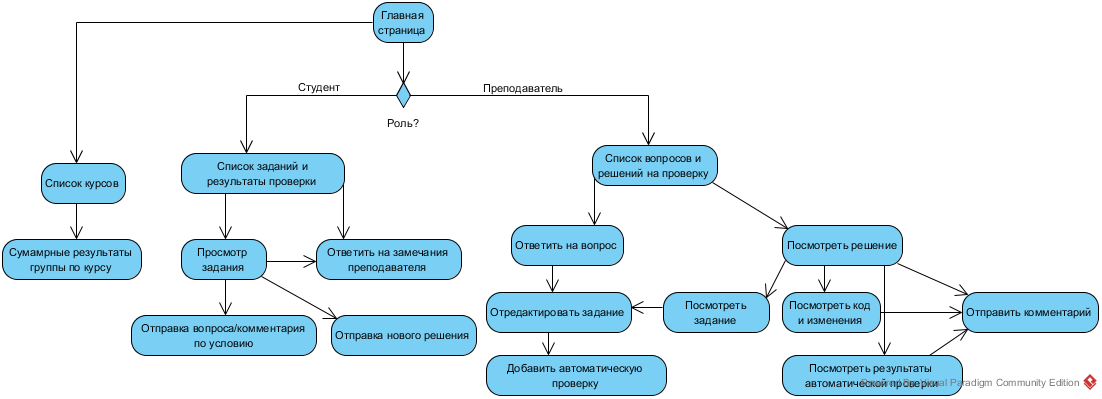 Главная
страница
Студент
Преподаватель
Роль?
Список курсов
Список заданий и
результаты проверки
Список вопросов и
решений на проверку
Сумамрные результаты
группы по курсу
Просмотр
задания
Ответить на замечания
преподавателя
Ответить на вопрос
Посмотреть решение
Отправка вопроса/комментария
по условию
Отправка нового решения
Отредактировать задание
Посмотреть
задание
Посмотреть код
и изменения
Отправить комментарий
Добавить автоматическую
проверку
Посмотреть результаты
автоматической проверки
Powered By Visual Paradigm Community Edition